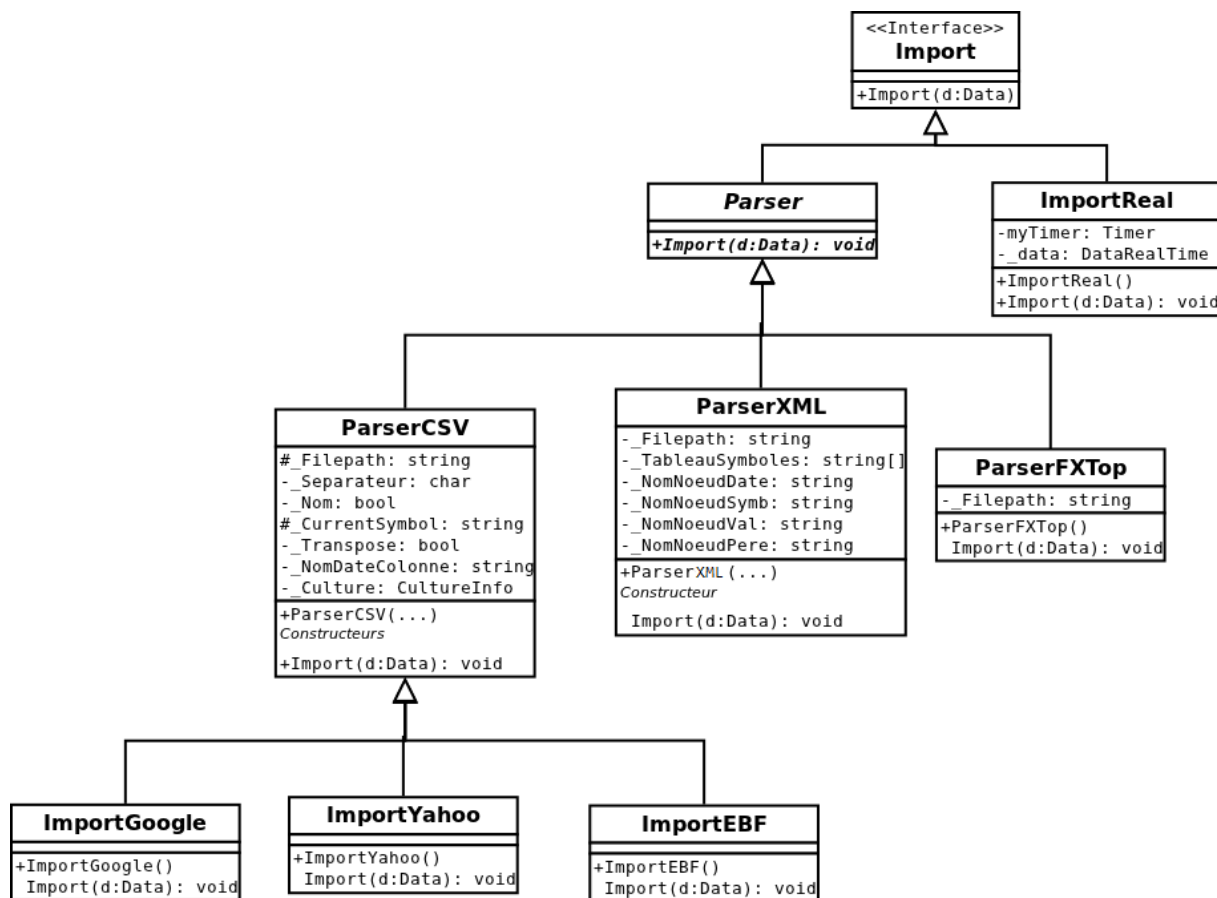 <<Interface>>
Import
+Import(d:Data)
Parser
+Import(d:Data): void
ImportReal
-myTimer: Timer
-_data: DataRealTime
+ImportReal()
+Import(d:Data): void
ParserCSV
#_Filepath: string
-_Separateur: char
-_Nom: bool
#_CurrentSymbol: string
-_Transpose: bool
-_NomDateColonne: string
-_Culture: CultureInfo
+ParserCSV(...)
Constructeurs
+Import(d:Data): void
ParserXML
-_Filepath: string
-_TableauSymboles: string[]
-_NomNoeudDate: string
-_NomNoeudSymb: string
-_NomNoeudVal: string
-_NomNoeudPere: string
+ParserXML(...)
Constructeur
Import(d:Data): void
ParserFXTop
-_Filepath: string
+ParserFXTop()
Import(d:Data): void
ImportGoogle
+ImportGoogle()
Import(d:Data): void
ImportYahoo
+ImportYahoo()
Import(d:Data): void
ImportEBF
+ImportEBF()
Import(d:Data): void